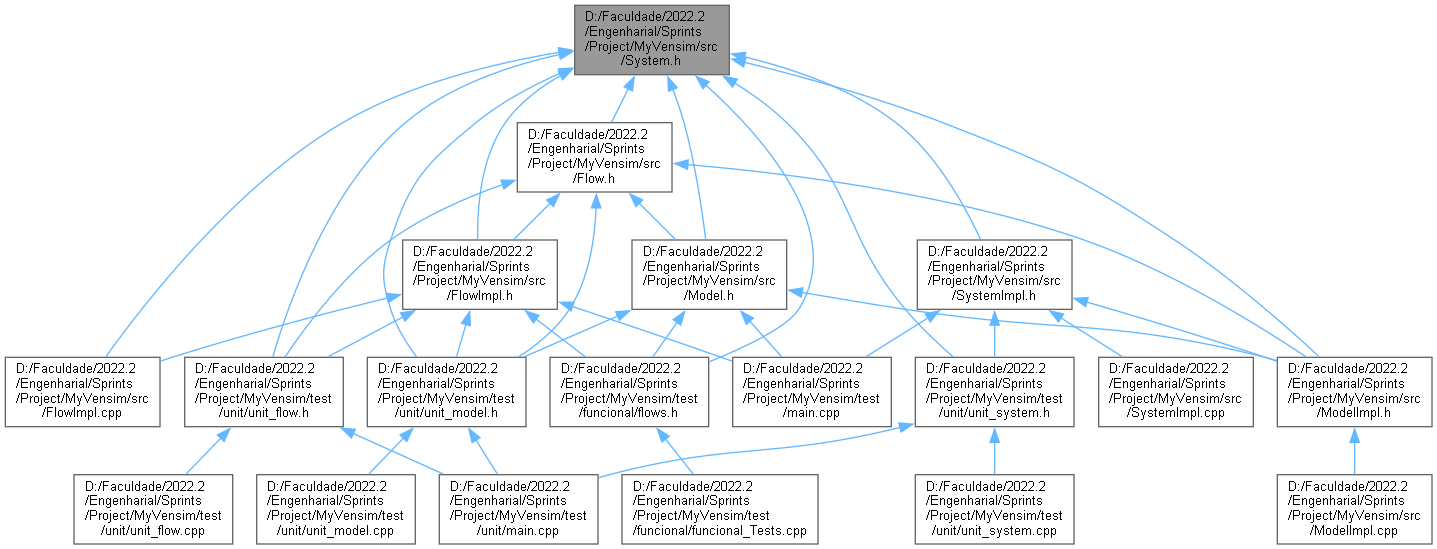 D:/Faculdade/2022.2
/Engenharial/Sprints
/Project/MyVensim/src
/System.h
D:/Faculdade/2022.2
/Engenharial/Sprints
/Project/MyVensim/src
/Flow.h
D:/Faculdade/2022.2
/Engenharial/Sprints
/Project/MyVensim/src
/FlowImpl.h
D:/Faculdade/2022.2
/Engenharial/Sprints
/Project/MyVensim/src
/Model.h
D:/Faculdade/2022.2
/Engenharial/Sprints
/Project/MyVensim/src
/SystemImpl.h
D:/Faculdade/2022.2
/Engenharial/Sprints
/Project/MyVensim/src
/FlowImpl.cpp
D:/Faculdade/2022.2
/Engenharial/Sprints
/Project/MyVensim/test
/unit/unit_flow.h
D:/Faculdade/2022.2
/Engenharial/Sprints
/Project/MyVensim/test
/unit/unit_model.h
D:/Faculdade/2022.2
/Engenharial/Sprints
/Project/MyVensim/test
/funcional/flows.h
D:/Faculdade/2022.2
/Engenharial/Sprints
/Project/MyVensim/test
/main.cpp
D:/Faculdade/2022.2
/Engenharial/Sprints
/Project/MyVensim/test
/unit/unit_system.h
D:/Faculdade/2022.2
/Engenharial/Sprints
/Project/MyVensim/src
/SystemImpl.cpp
D:/Faculdade/2022.2
/Engenharial/Sprints
/Project/MyVensim/src
/ModelImpl.h
D:/Faculdade/2022.2
/Engenharial/Sprints
/Project/MyVensim/test
/unit/unit_flow.cpp
D:/Faculdade/2022.2
/Engenharial/Sprints
/Project/MyVensim/test
/unit/unit_model.cpp
D:/Faculdade/2022.2
/Engenharial/Sprints
/Project/MyVensim/test
/unit/main.cpp
D:/Faculdade/2022.2
/Engenharial/Sprints
/Project/MyVensim/test
/funcional/funcional_Tests.cpp
D:/Faculdade/2022.2
/Engenharial/Sprints
/Project/MyVensim/test
/unit/unit_system.cpp
D:/Faculdade/2022.2
/Engenharial/Sprints
/Project/MyVensim/src
/ModelImpl.cpp